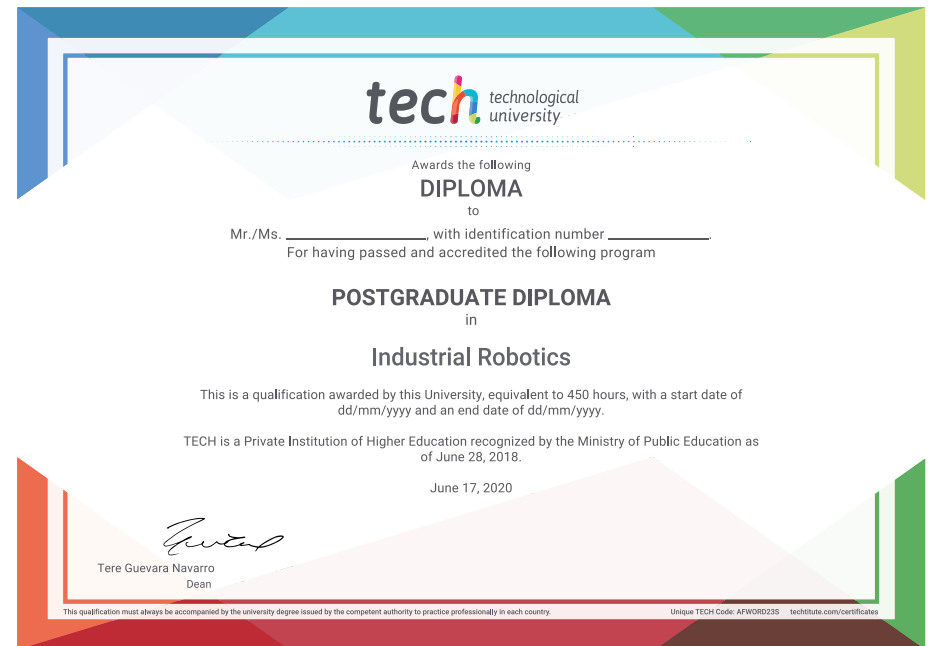 tech technological
university
Awards the following
DIPLOMA
to
Mr./Ms. ____________________, with identification number ______________.
For having passed and accredited the following program
POSTGRADUATE DIPLOMA
in
Industrial Robotics
This is a qualification awarded by this University, equivalent to 450 hours, with a start date of
dd/mm/yyyy and an end date of dd/mm/yyyy.
TECH is a Private Institution of Higher Education recognized by the Ministry of Public Education as
of June 28, 2018.
June 17, 2020
Tere Guevara Navarro
Dean
This qualification must always be accompanied by the university degree issued by the competent authority to practice professionally in each country.
Unique TECH Code: AFWORD23S techtitute.com/certificates